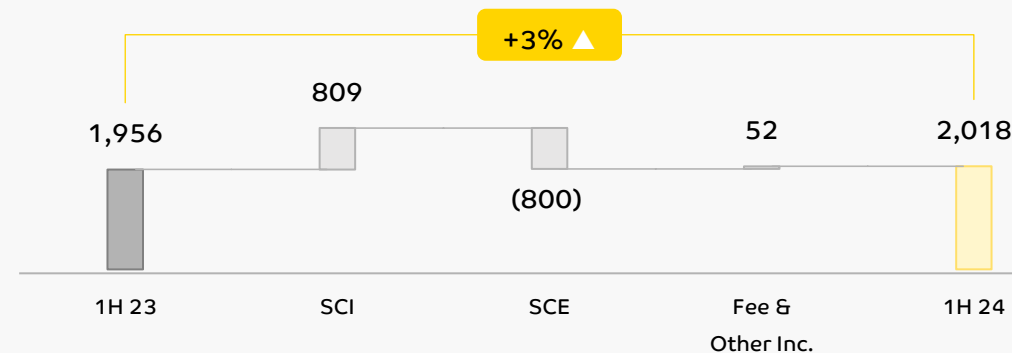 +3%
809
1,956
52
2,018
(800)
1H 23
SCI
SCE
Fee &
Other Inc.
1H 24